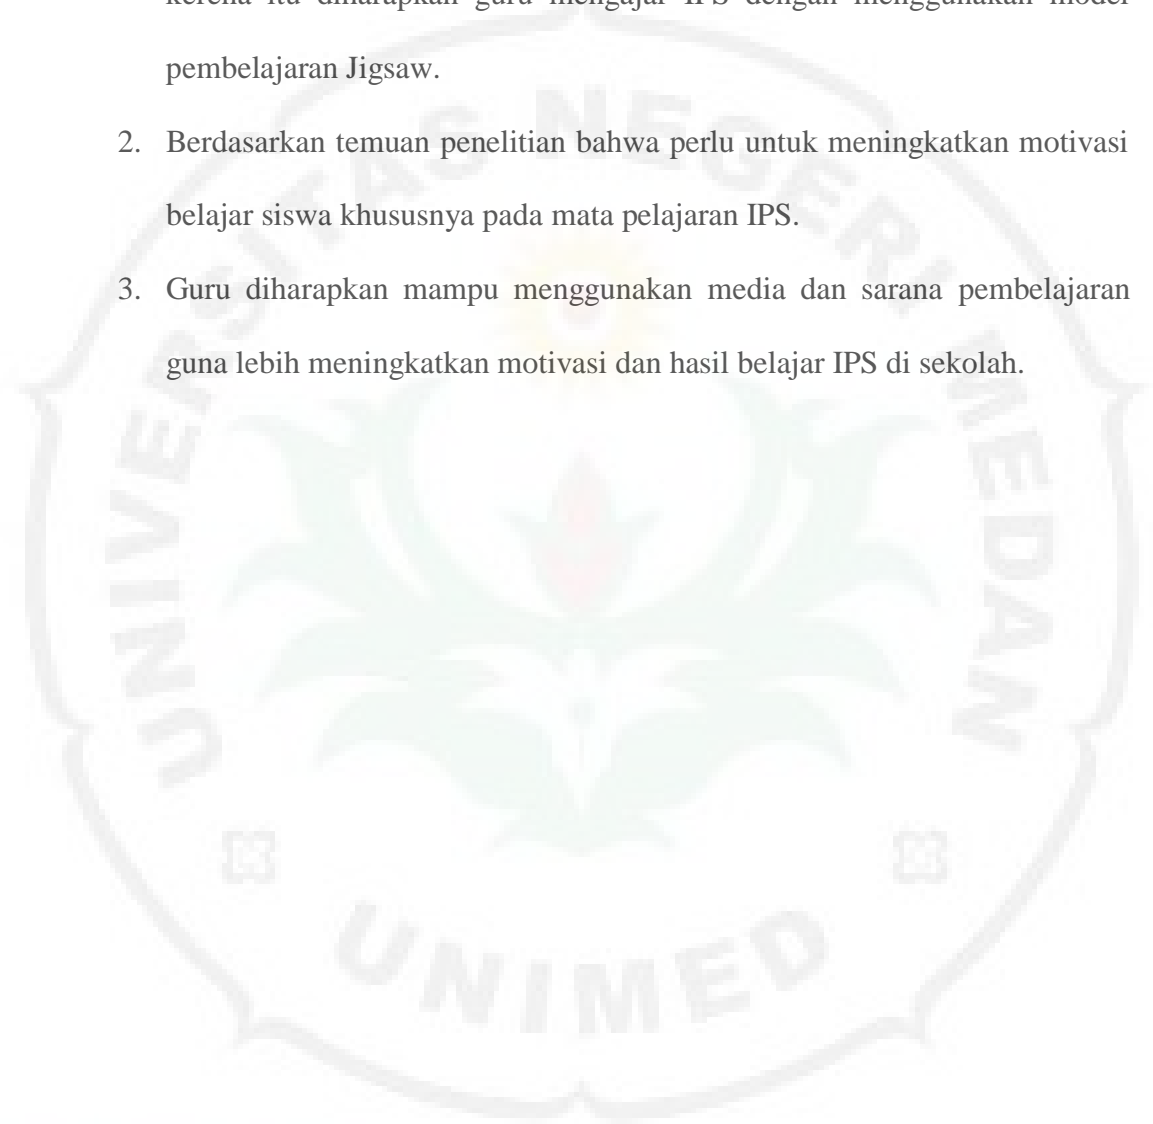 kerena itu diharapkan guru mengajar IPS dengan menggunakan model
pembelajaran Jigsaw.
2. Berdasarkan temuan penelitian bahwa perlu untuk meningkatkan motivasi
belajar siswa khususnya pada mata pelajaran IPS.
3. Guru diharapkan mampu menggunakan media dan sarana pembelajaran
guna lebih meningkatkan motivasi dan hasil belajar IPS di sekolah.
UNIVERSITAS NEGERI MEDAN
UNIMED